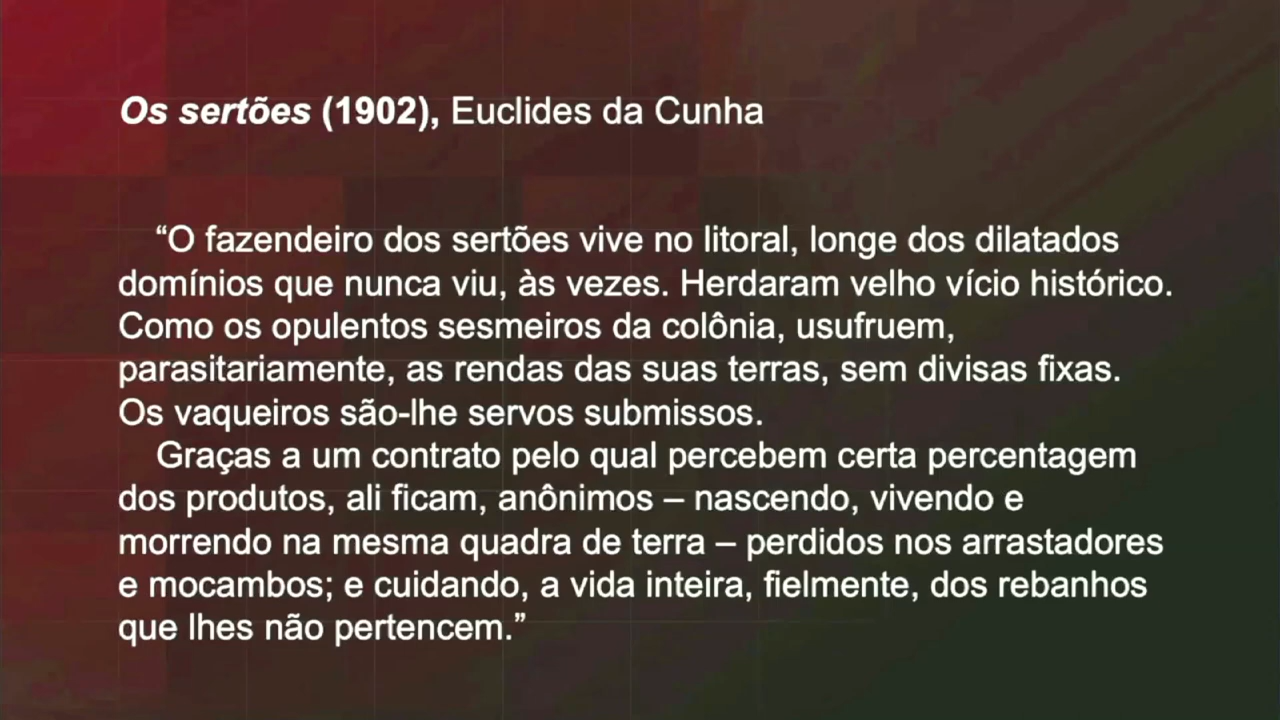 Os sertões (1902), Euclides da Cunha
“O fazendeiro dos sertões vive no litoral, longe dos dilatados
domínios que nunca viu, às vezes. Herdaram velho vício histórico.
Como os opulentos sesmeiros da colônia, usufruem,
parasitariamente, as rendas das suas terras, sem divisas fixas.
Os vaqueiros são-lhe servos submissos.
Graças a um contrato pelo qual percebem certa percentagem
dos produtos, ali ficam, anônimos – nascendo, vivendo e
morrendo na mesma quadra de terra – perdidos nos arrastadores
e mocambos; e cuidando, a vida inteira, fielmente, dos rebanhos
que lhes não pertencem.”